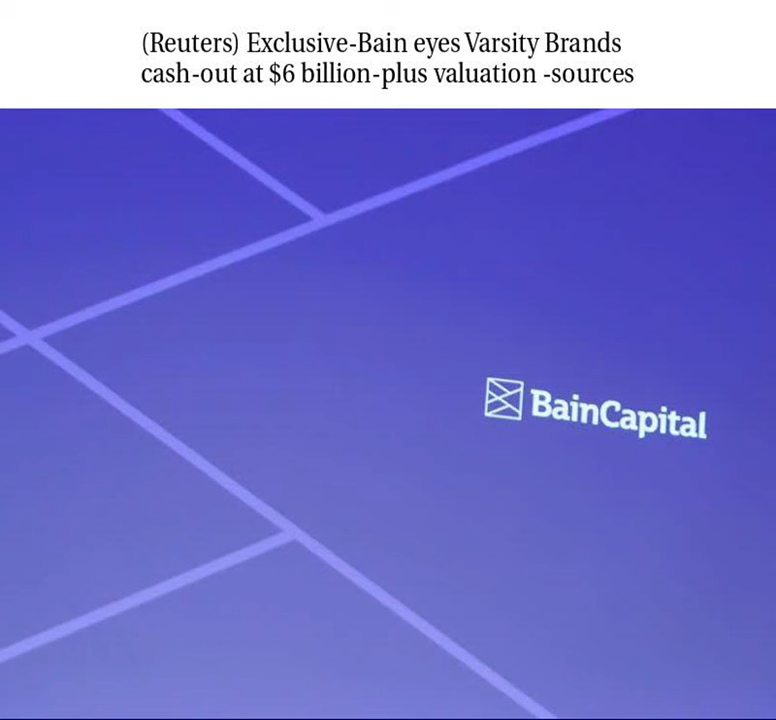 (Reuters) Exclusive-Bain eyes Varsity Brands
cash-out at $6 billion-plus valuation -sources
BainCapital